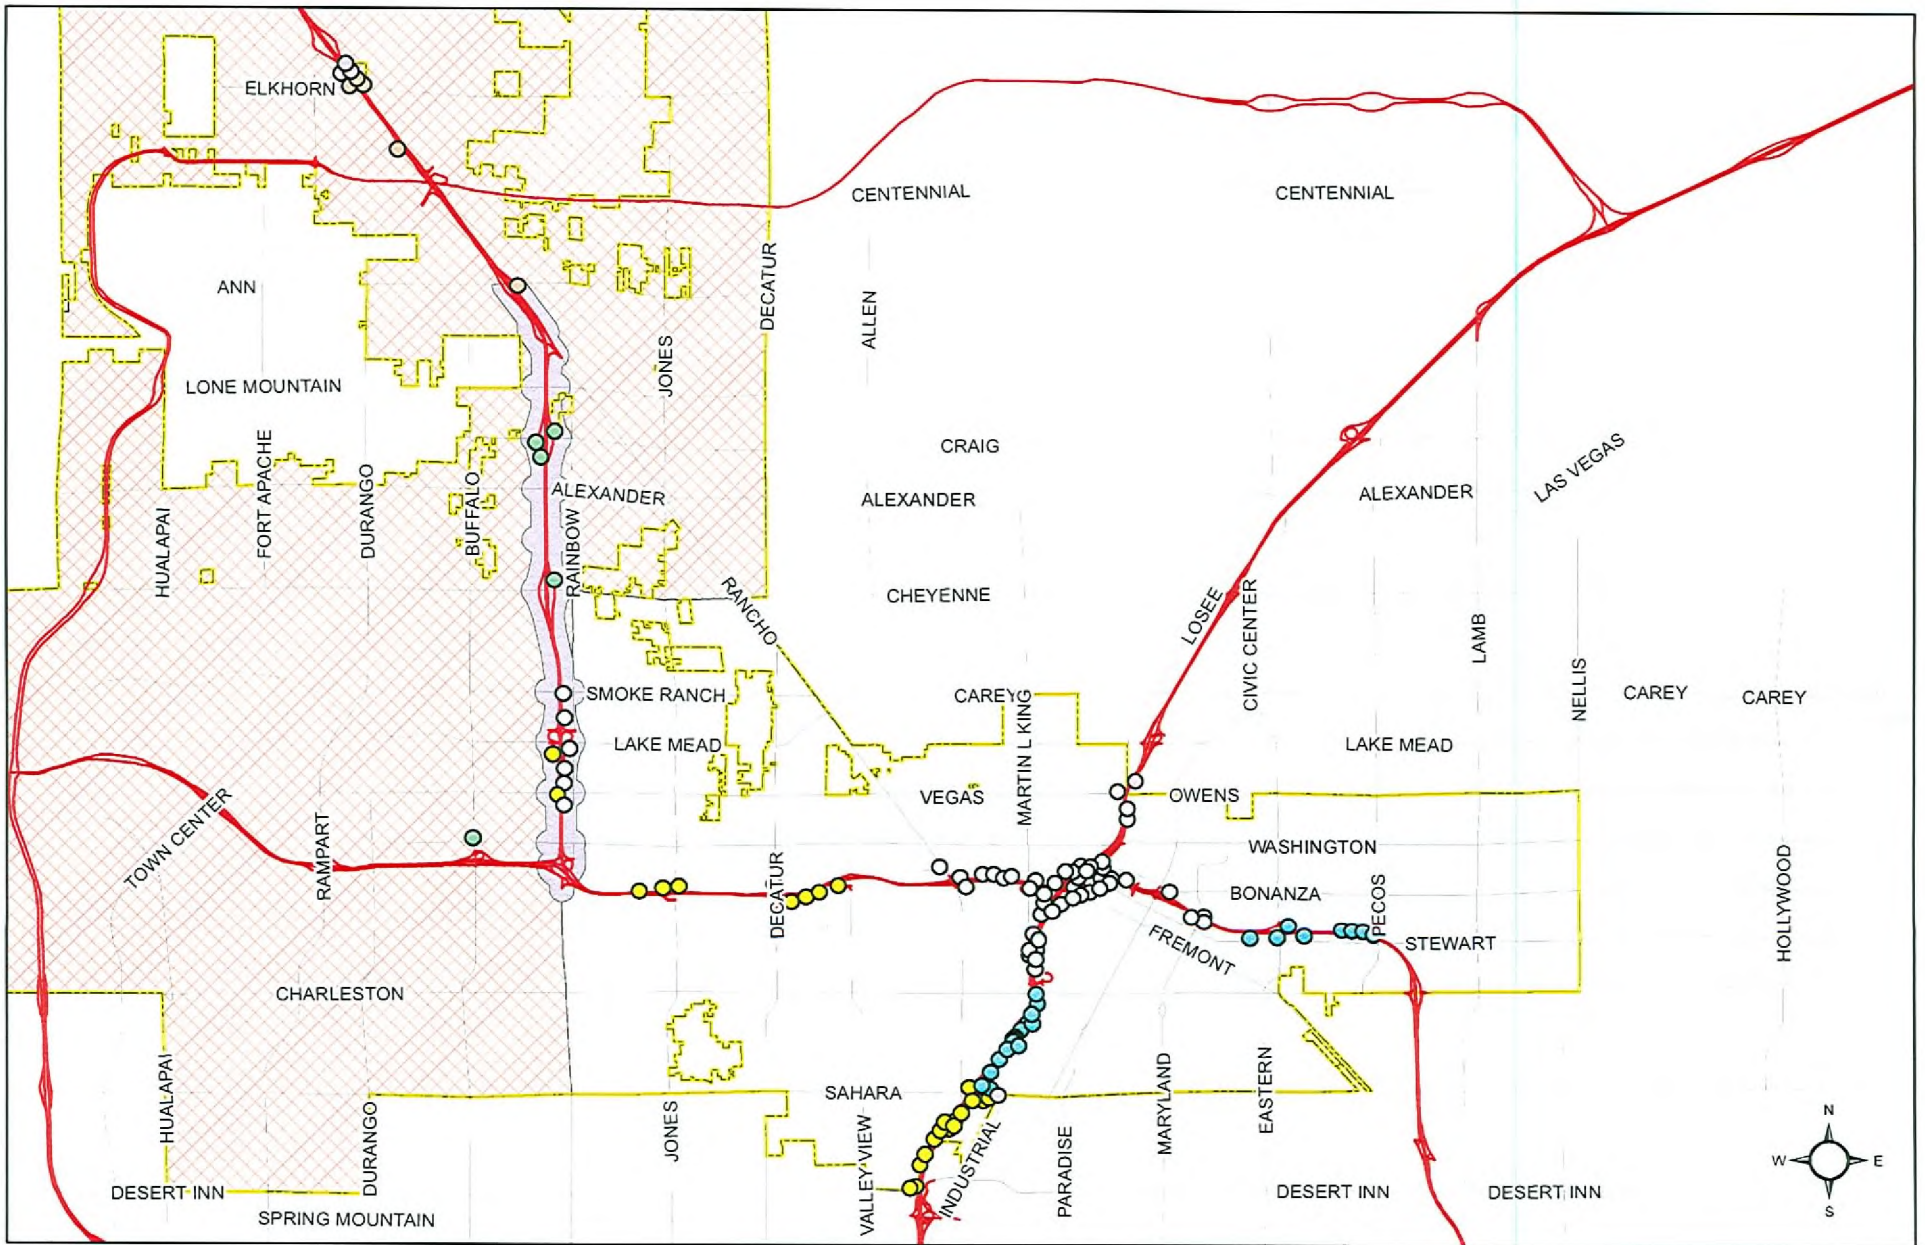 ELKHORN
CENTENNIAL
CENTENNIAL
ANN
DECATUR
ALLEN
LONE MOUNTAIN
JONES
CRAIG
LAS VEGAS
FORT APACHE
DURANGO
BUFFALO
ALEXANDER
ALEXANDER
ALEXANDER
HUALAPAI
RAINBOW
CHEYENNE
RANCHO
LOSEE
CIVIC CENTER
LAMB
NELLIS
SMOKE RANCH
CAREY
CAREY
CAREY
MARTIN L KING
LAKE MEAD
LAKE MEAD
VEGAS
OWENS
TOWN CENTER
RAMPART
DECATUR
WASHINGTON
BONANZA
PECOS
HOLLYWOOD
FREMONT
STEWART
CHARLESTON
HUALAPAI
SAHARA
MARYLAND
EASTERN
DURANGO
JONES
VALLEY VIEW
INDUSTRIAL
PARADISE
N
W
E
S
DESERT INN
DESERT INN
DESERT INN
SPRING MOUNTAIN